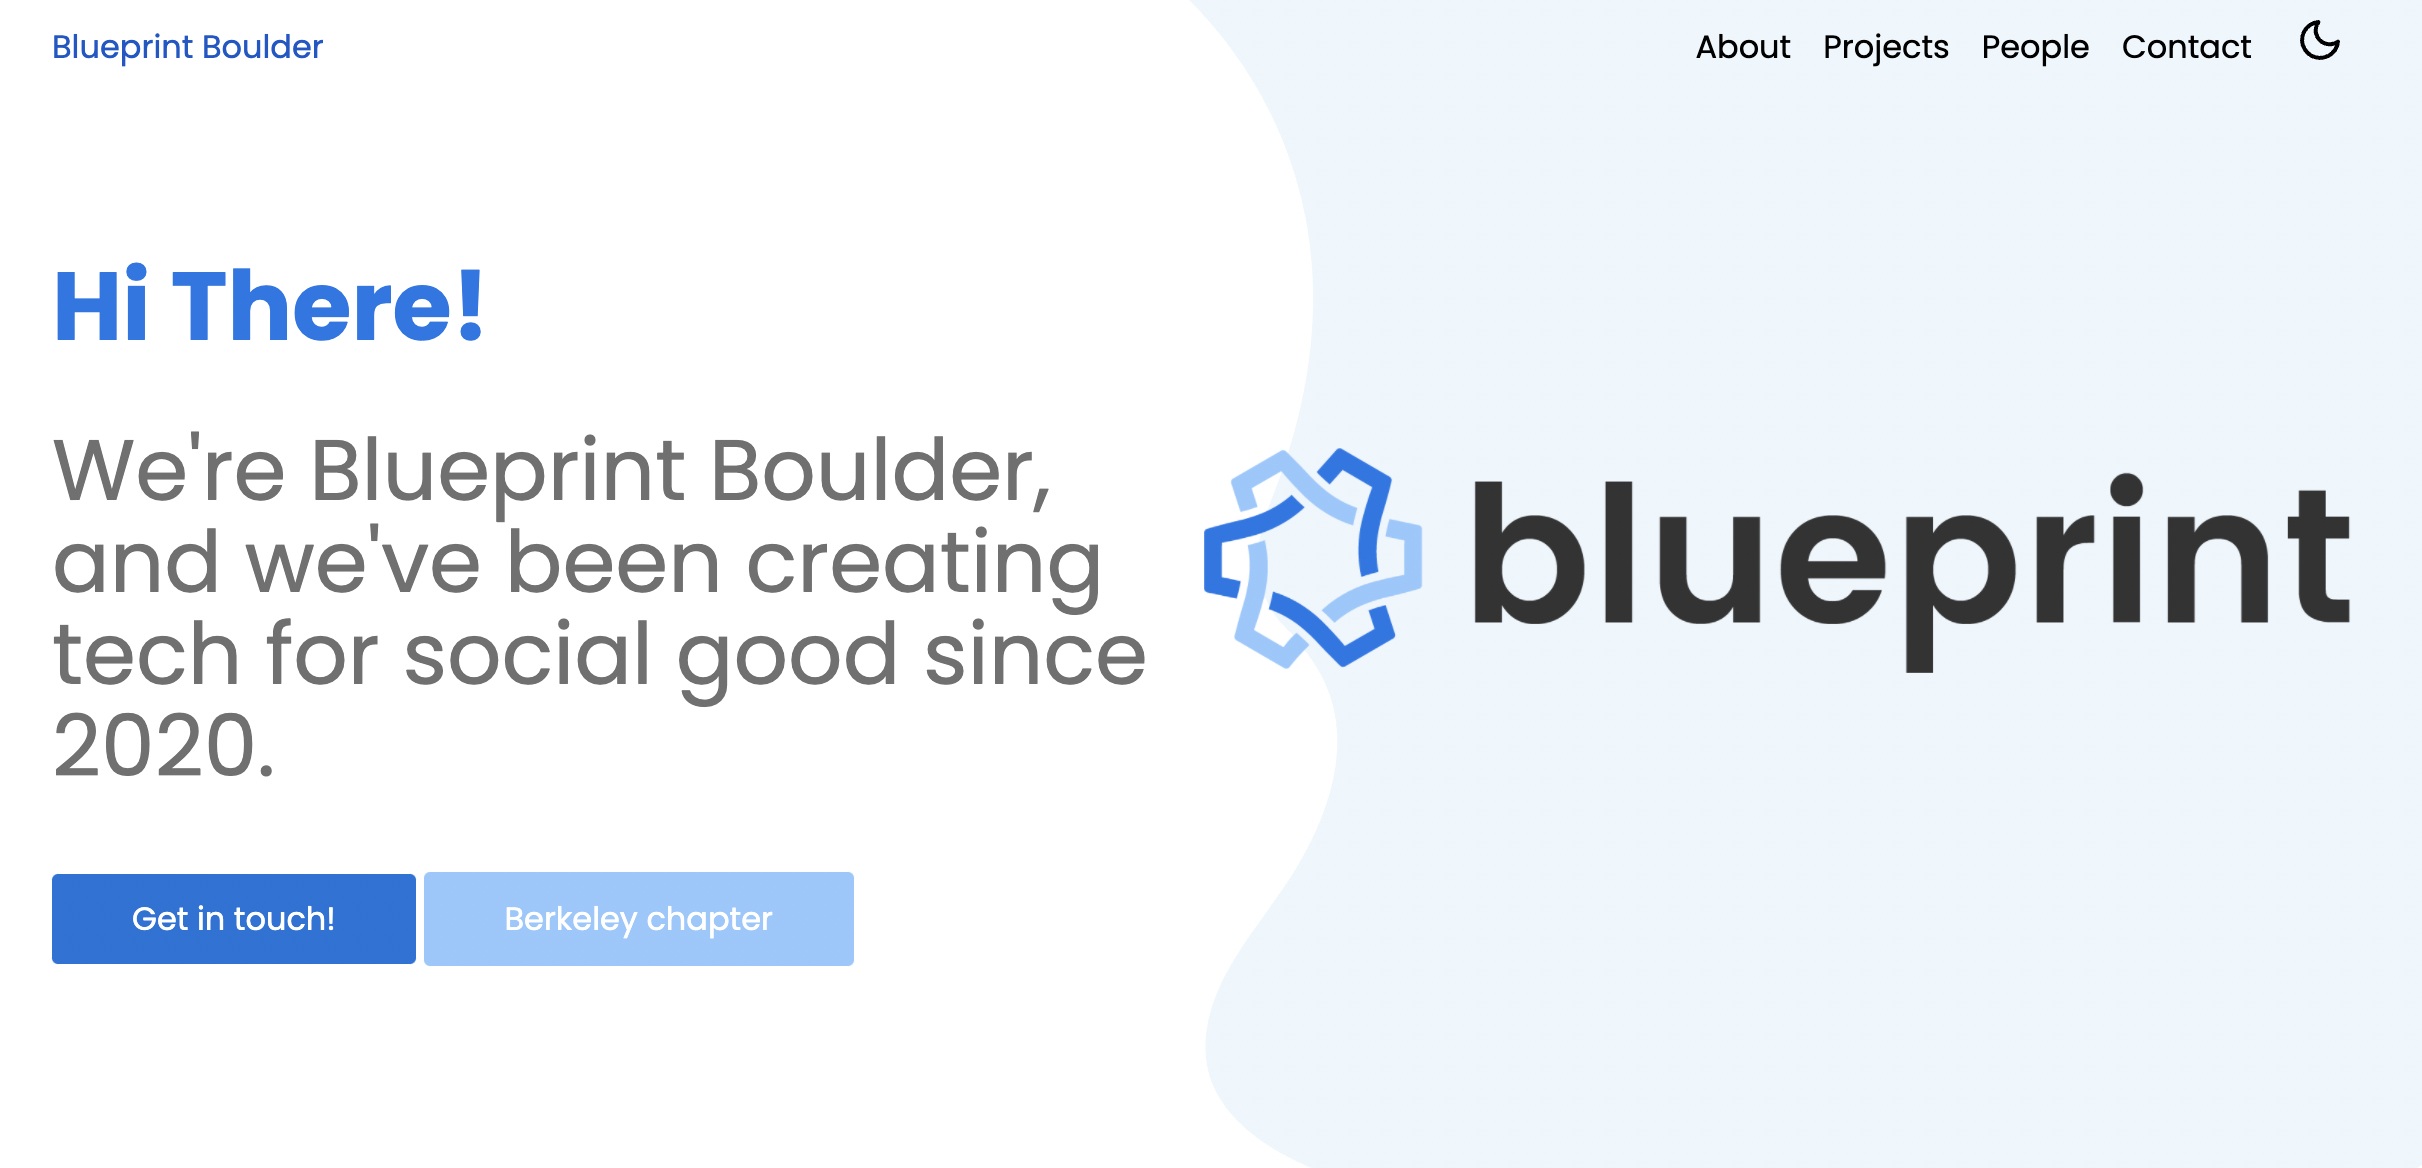 Blueprint Boulder
About Projects People Contact
Hi There!
We're Blueprint Boulder,
and we've been creating
tech for social good since
2020.
blueprint
Get in touch!
Berkeley chapter